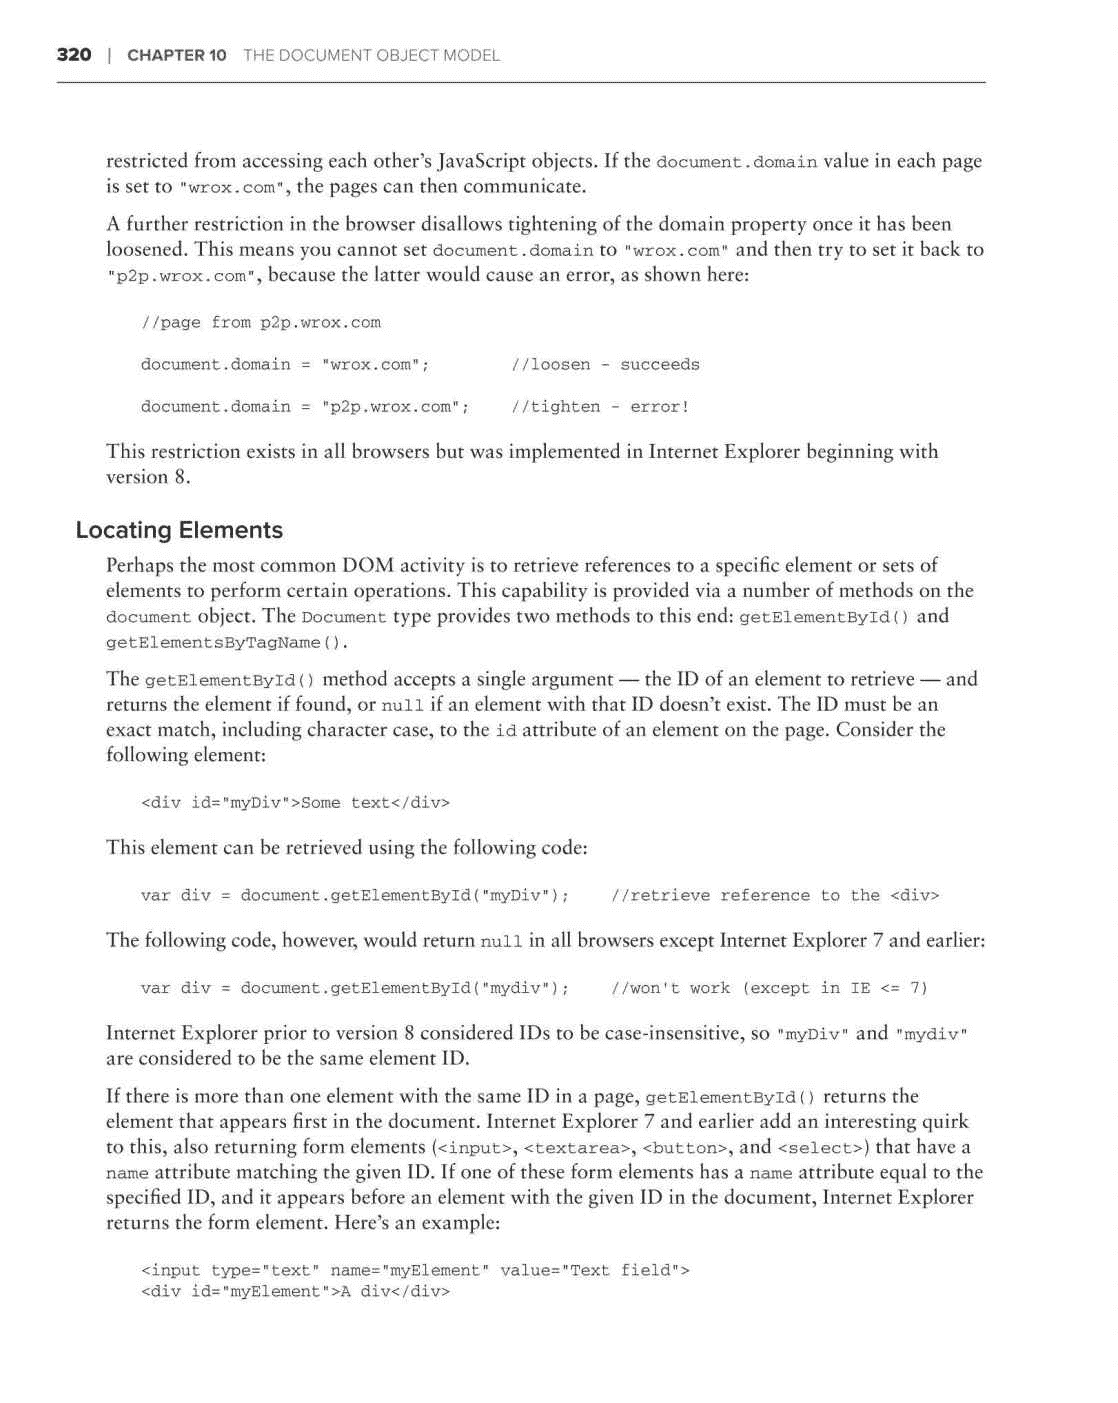 320 | CHAPTER 10 THE DOCUMENT OBJECT MODEL
restricted from accessing each other's JavaScript objects. If the document.domain value in each page
is set to "wrox.com", the pages can then communicate.
A further restriction in the browser disallows tightening of the domain property once it has been
loosened. This means you cannot set document.domain to "wrox.com" and then try to set it back to
"p2p.wrox.com", because the latter would cause an error, as shown here:
//page from p2p.wrox.com
document.domain = "wrox.com"; //loosen - succeeds
document.domain = "p2p.wrox.com"; //tighten - error!
This restriction exists in all browsers but was implemented in Internet Explorer beginning with
version 8.
Locating Elements
Perhaps the most common DOM activity is to retrieve references to a specific element or sets of
elements to perform certain operations. This capability is provided via a number of methods on the
document object. The Document type provides two methods to this end: getElementById() and
getElementsByTagName().
The getElementById() method accepts a single argument — the ID of an element to retrieve — and
returns the element if found, or null if an element with that ID doesn't exist. The ID must be an
exact match, including character case, to the id attribute of an element on the page. Consider the
following element:
<div id="myDiv">Some text</div>
This element can be retrieved using the following code:
var div = document.getElementById("myDiv"); //retrieve reference to the <div>
The following code, however, would return null in all browsers except Internet Explorer 7 and earlier:
var div = document.getElementById("mydiv"); //won't work (except in IE <= 7)
Internet Explorer prior to version 8 considered IDs to be case-insensitive, so "myDiv" and "mydiv"
are considered to be the same element ID.
If there is more than one element with the same ID in a page, getElementById() returns the
element that appears first in the document. Internet Explorer 7 and earlier add an interesting quirk
to this, also returning form elements (<input>, <textarea>, <button>, and <select>) that have a
name attribute matching the given ID. If one of these form elements has a name attribute equal to the
specified ID, and it appears before an element with the given ID in the document, Internet Explorer
returns the form element. Here's an example:
<input type="text" name="myElement" value="Text field">
<div id="myElement">A div</div>